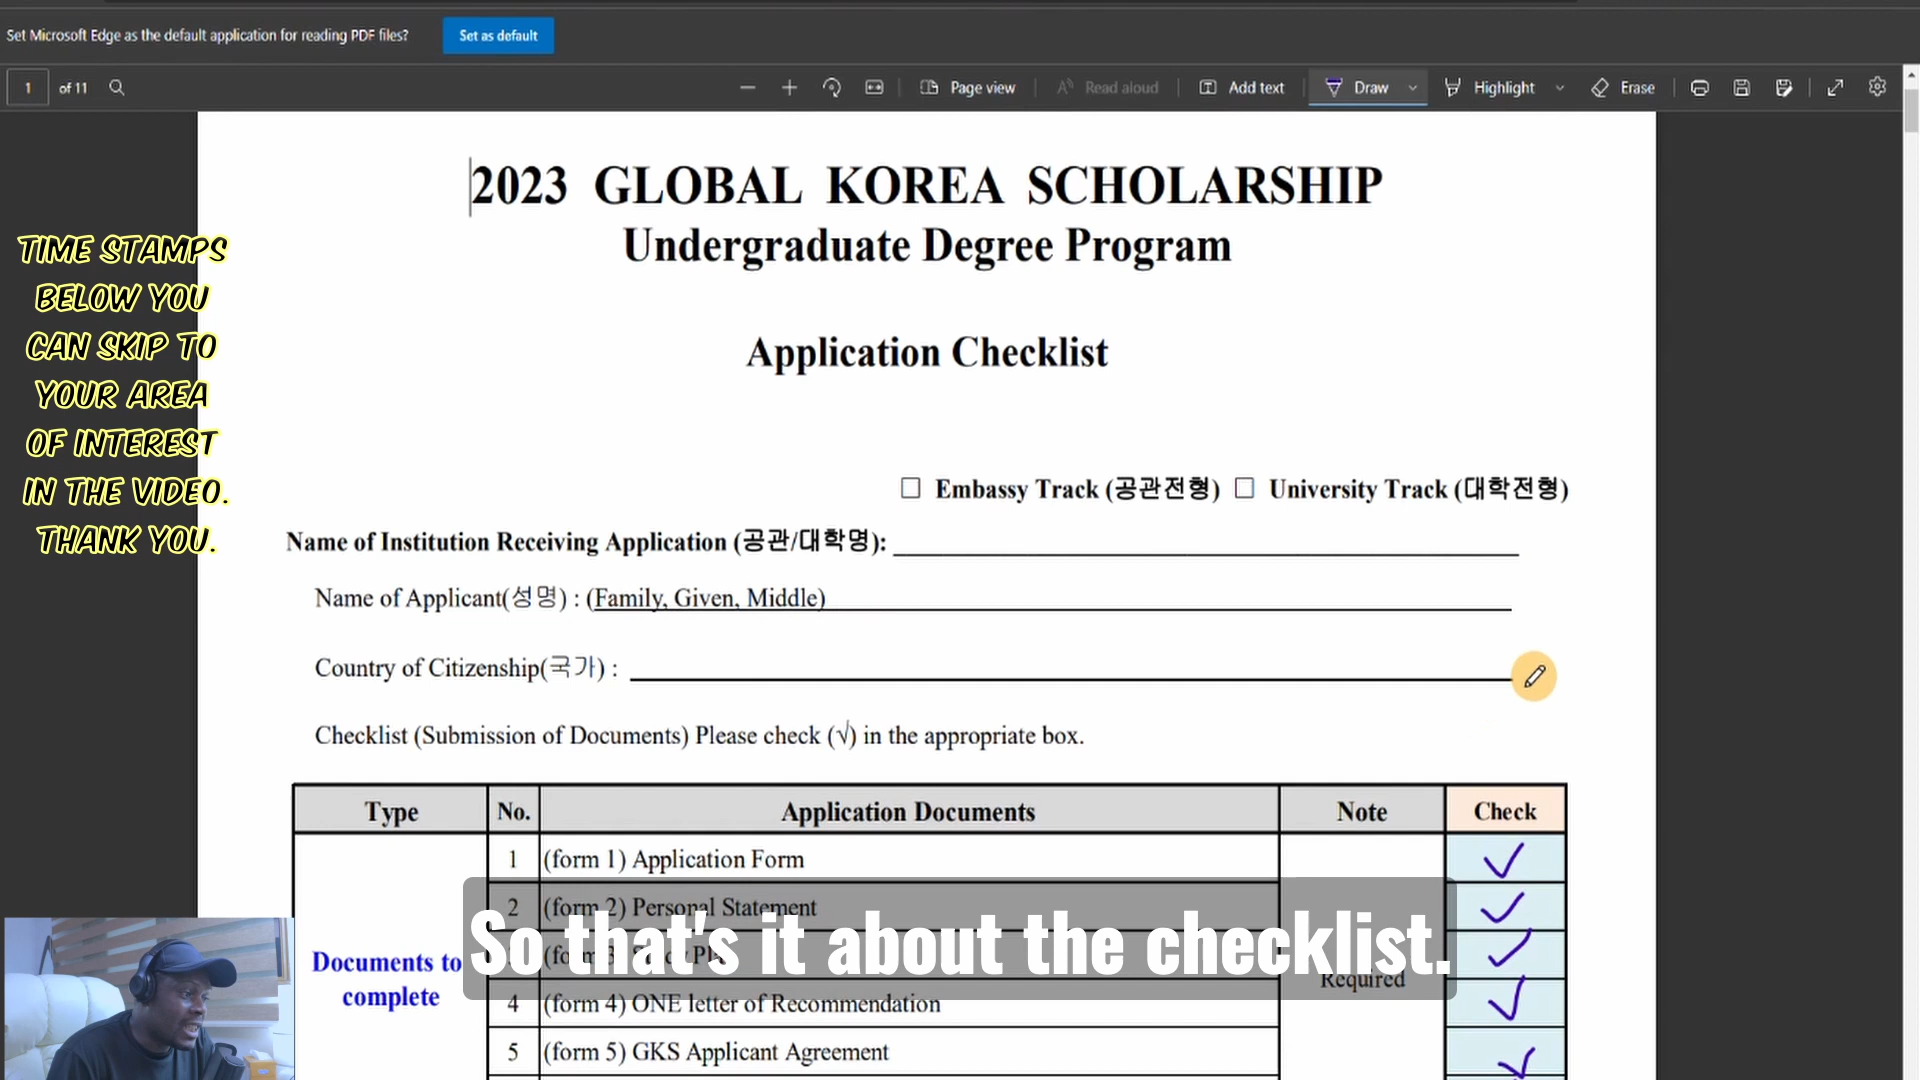 Set Microsoft Edge as the default application for reading PDF files?
Set as default
1 of 11
Page view
Read aloud
Add text
Draw
Highlight
Erase
2023 GLOBAL KOREA SCHOLARSHIP
Undergraduate Degree Program
Application Checklist
TIME STAMPS
BELOW YOU
CAN SKIP TO
YOUR AREA
OF INTEREST
IN THE VIDEO.
THANK YOU.
☐ Embassy Track (공관전형) ☐ University Track (대학전형)
Name of Institution Receiving Application (공관/대학명):
Name of Applicant(성명) : (Family, Given, Middle)
Country of Citizenship(국가) :
Checklist (Submission of Documents) Please check (√) in the appropriate box.
Type No. Application Documents Note Check
Documents to
complete
1 (form 1) Application Form
2 (form 2) Personal Statement
4 (form 4) ONE letter of Recommendation
5 (form 5) GKS Applicant Agreement
Required
So that's it about the checklist.